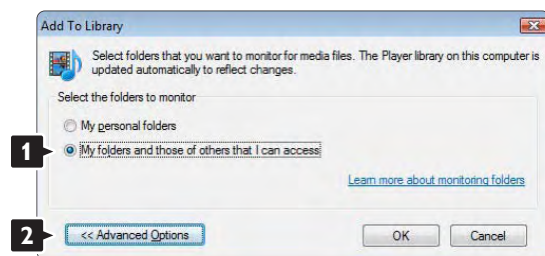 Add To Library
Select folders that you want to monitor for media files. The Player library on this computer is
updated automatically to reflect changes.
Select the folders to monitor
My personal folders
1
My folders and those of others that I can access
Learn more about monitoring folders
2
<< Advanced Options
OK
Cancel